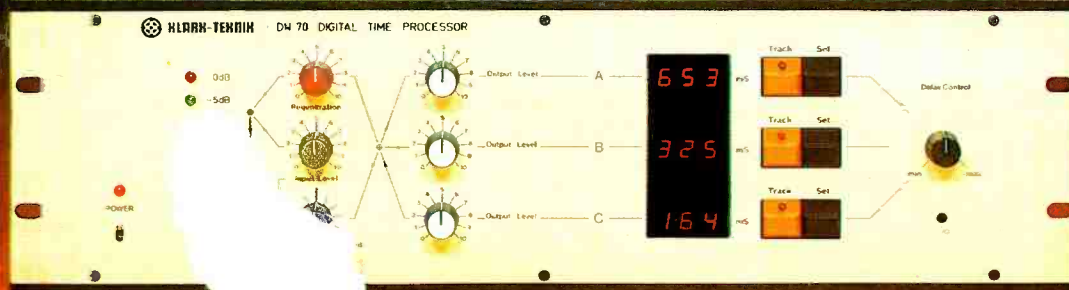 KLARK-TEKNIK DN 70 DIGITAL TIME PROCESSOR
0dB
-5dB
Regeneration
Input Level
POWER
Output Level A
Output Level B
Output Level C
653 mS
325 mS
164 mS
Track Set
Track Set
Track Set
Delay Control
min max